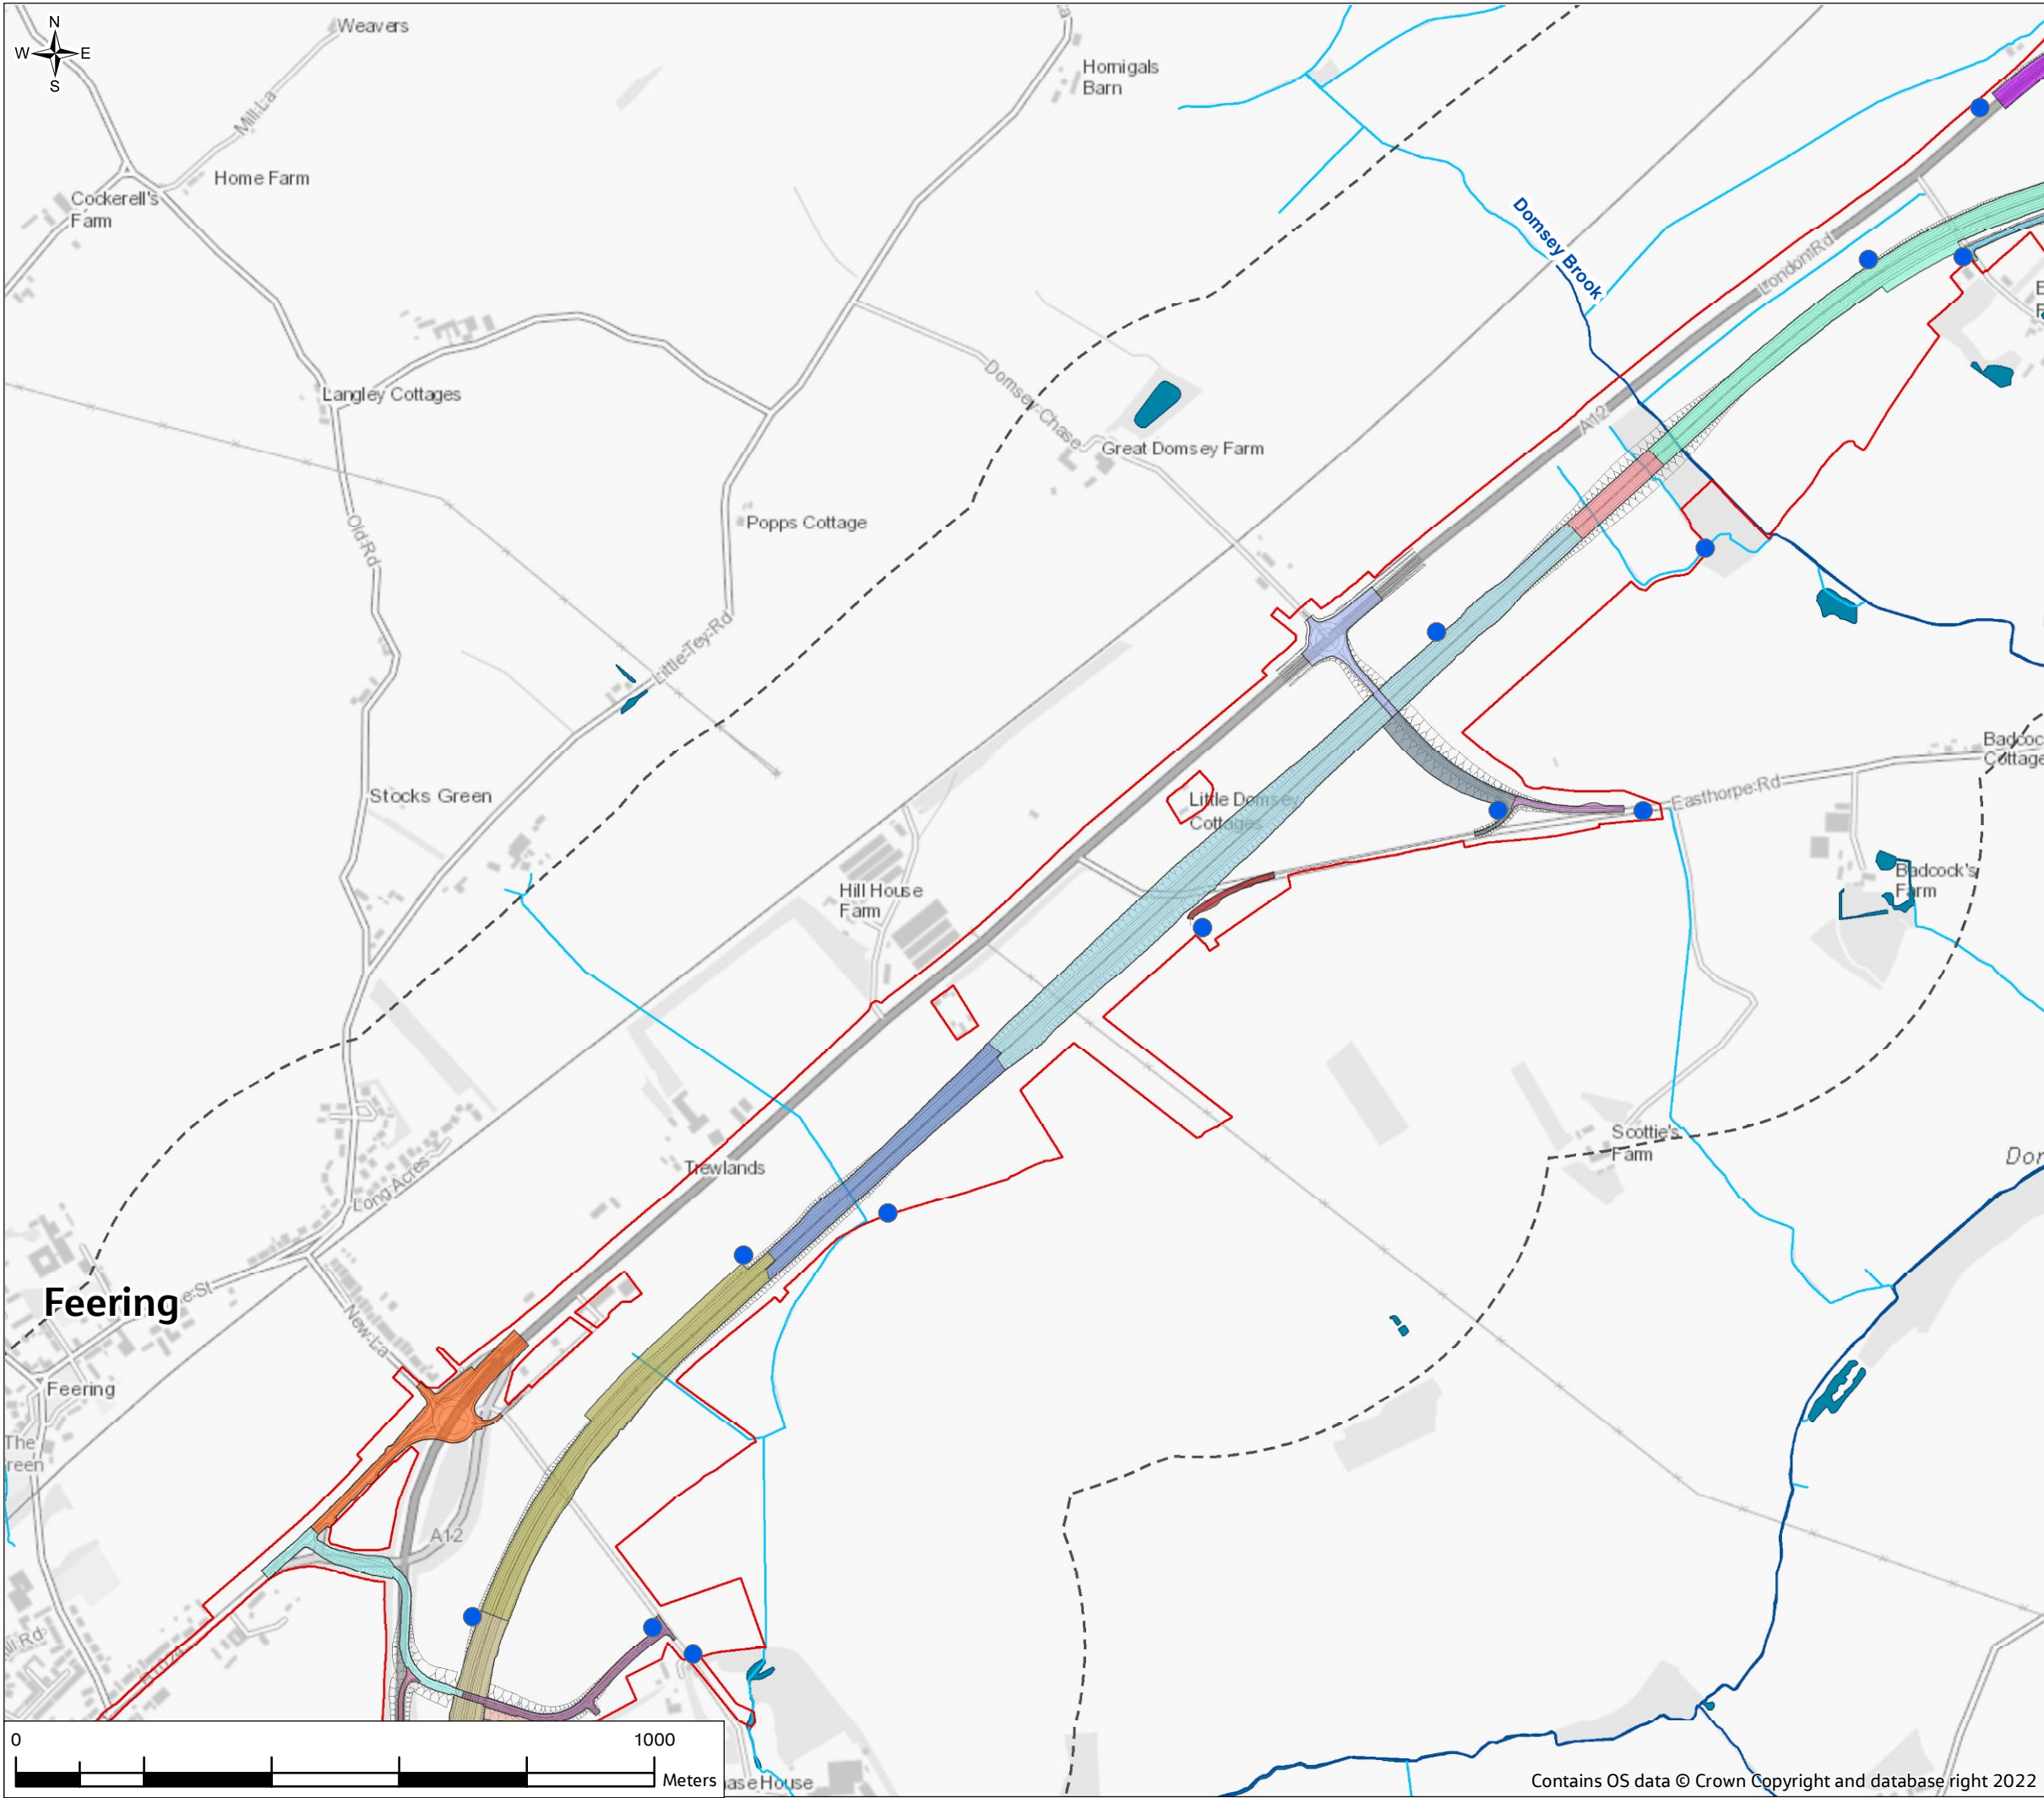 N
W E
S
Weavers
Hornigals
Barn
Mill La
Home Farm
Cockerell's
Farm
Domsey Brook
London Rd
Langley Cottages
Domsey Chase
A12
Great Domsey Farm
Old Rd
Popps Cottage
Little Tey Rd
Stocks Green
Little Domsey
Cottages
Easthorpe Rd
Hill House
Farm
Badcock's
Farm
Scottie's
Farm
Trewlands
Long Acres
Feering
New La
Feering
The
A12
0 1000
Meters
House
Contains OS data © Crown Copyright and database right 2022